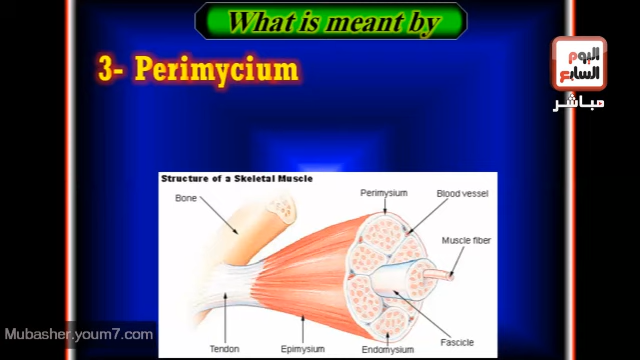 What is meant by
3- Perimycium
اليوم
السابع
مباشر
Structure of a Skeletal Muscle
Bone
Perimysium
Blood vessel
Muscle fiber
Tendon
Epimysium
Endomysium
Fascicle
Mubasher.youm7.com